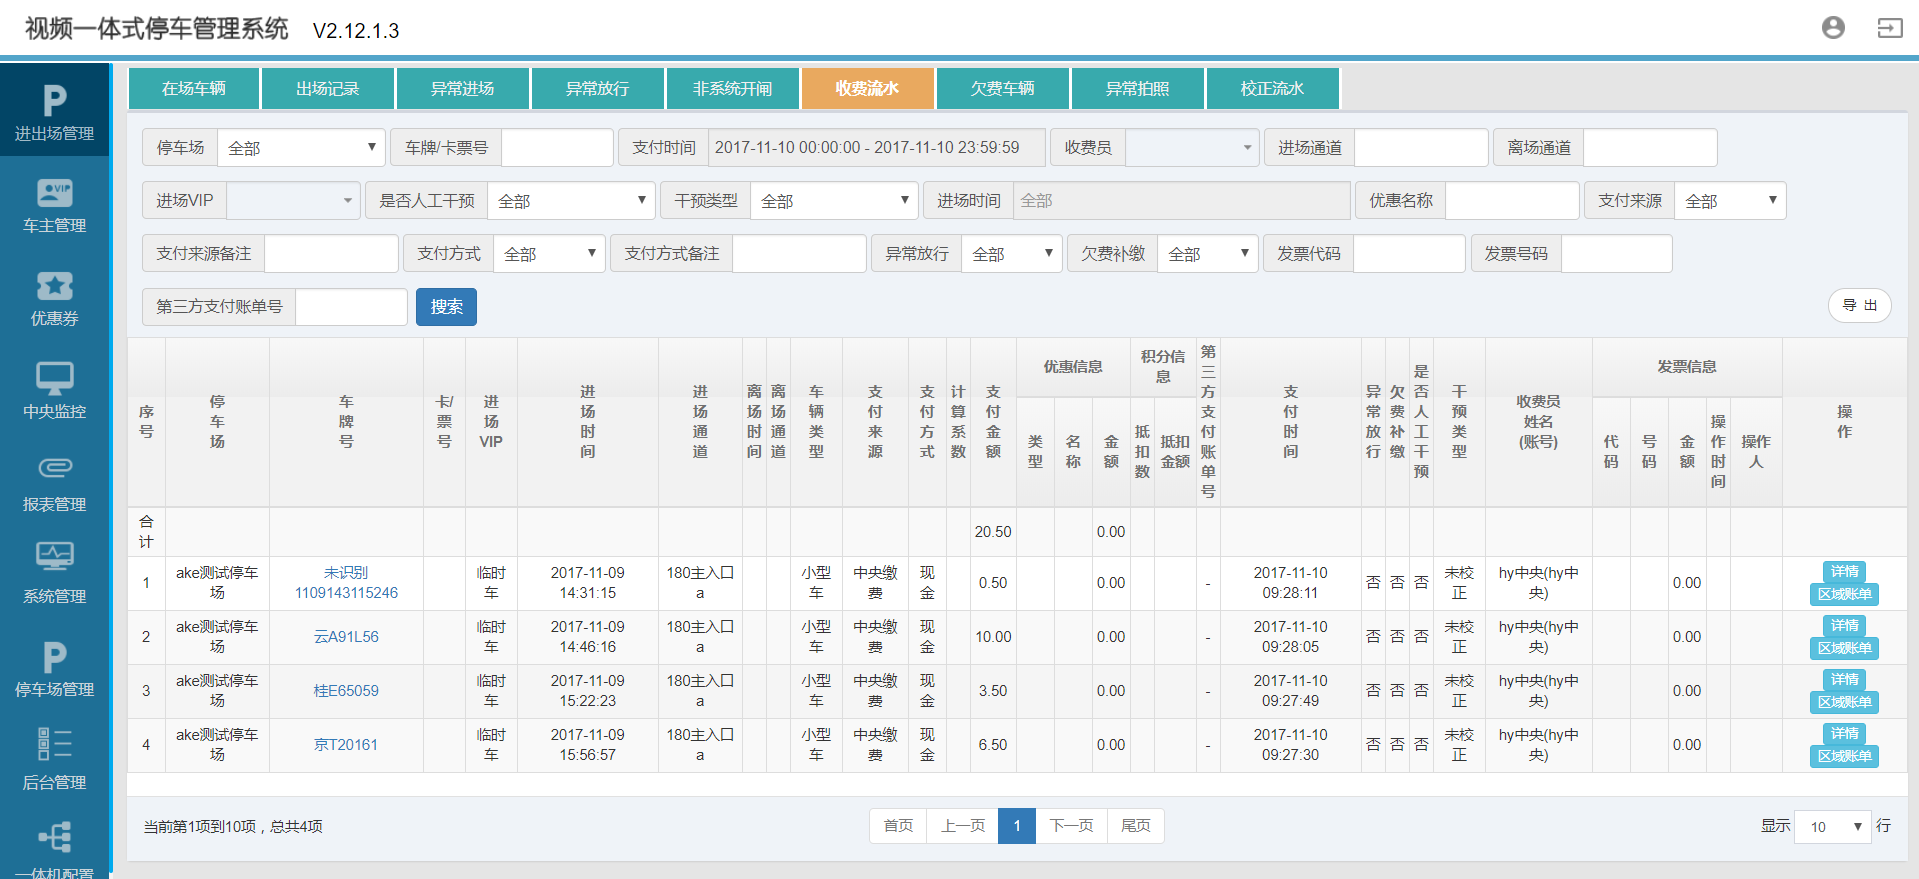 视频一体式停车管理系统 V2.12.1.3
进出场管理
车主管理
优惠券
中央监控
报表管理
系统管理
停车场管理
后台管理
一体机配置
在场车辆 出场记录 异常进场 异常放行 非系统开闸 收费流水 欠费车辆 异常拍照 校正流水
停车场 全部 车牌/卡票号 支付时间 2017-11-10 00:00:00 - 2017-11-10 23:59:59 收费员 进场通道 离场通道
进场VIP 是否人工干预 全部 干预类型 全部 进场时间 全部 优惠名称 支付来源 全部
支付来源备注 支付方式 全部 支付方式备注 异常放行 全部 欠费补缴 全部 发票代码 发票号码
第三方支付账单号 搜索 导 出
序号 停车场 车牌号 卡/票号 进场VIP 进场时间 进场通道 离场时间 离场通道 车辆类型 支付来源 支付方式 计算系数 支付金额 优惠信息 积分信息 第三方支付账单号 支付时间 异常放行 欠费补缴 是否人工干预 干预类型 收费员姓名(账号) 发票信息 操作
类型 名称 金额 抵扣数 抵扣金额 代码 号码 金额 操作时间 操作人
合计 20.50 0.00
1 ake测试停车场 未识别1109143115246 临时车 2017-11-09 14:31:15 180主入口a 小型车 中央缴费 现金 0.50 0.00 - 2017-11-10 09:28:11 否 否 否 未校正 hy中央(hy中央) 0.00 详情 区域账单
2 ake测试停车场 云A91L56 临时车 2017-11-09 14:46:16 180主入口a 小型车 中央缴费 现金 10.00 0.00 - 2017-11-10 09:28:05 否 否 否 未校正 hy中央(hy中央) 0.00 详情 区域账单
3 ake测试停车场 桂E65059 临时车 2017-11-09 15:22:23 180主入口a 小型车 中央缴费 现金 3.50 0.00 - 2017-11-10 09:27:49 否 否 否 未校正 hy中央(hy中央) 0.00 详情 区域账单
4 ake测试停车场 京T20161 临时车 2017-11-09 15:56:57 180主入口a 小型车 中央缴费 现金 6.50 0.00 - 2017-11-10 09:27:30 否 否 否 未校正 hy中央(hy中央) 0.00 详情 区域账单
当前第1项到10项，总共4项 首页 上一页 1 下一页 尾页 显示 10 行